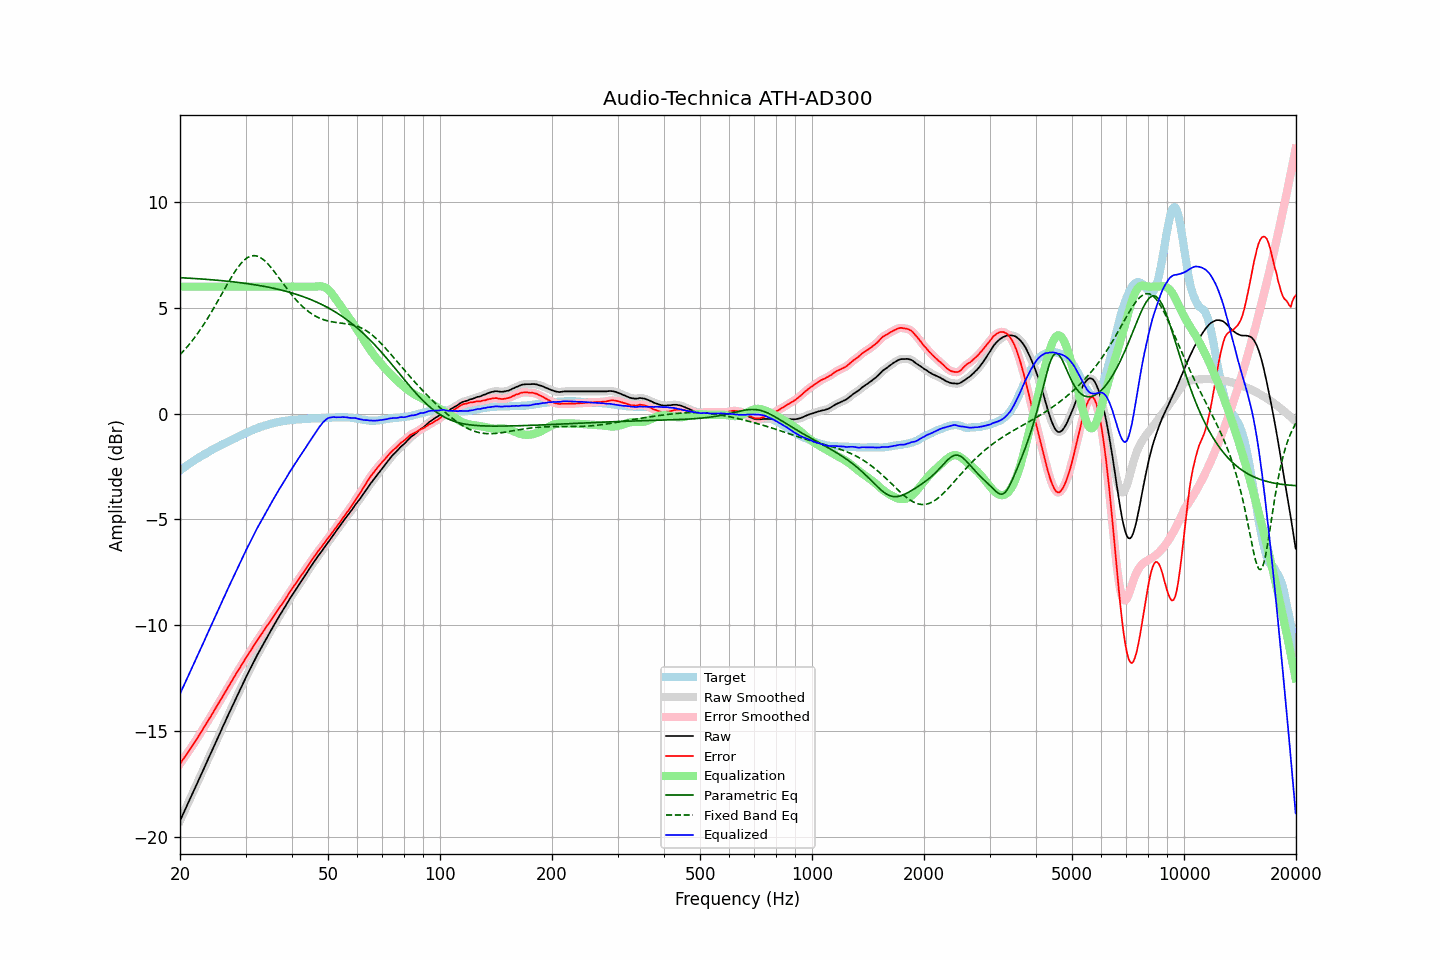 Audio-Technica ATH-AD300
Amplitude (dBr)
10
5
0
−5
−10
−15
−20
Target
Raw Smoothed
Error Smoothed
Raw
Error
Equalization
Parametric Eq
Fixed Band Eq
Equalized
20 50 100 200 500 1000 2000 5000 10000 20000
Frequency (Hz)